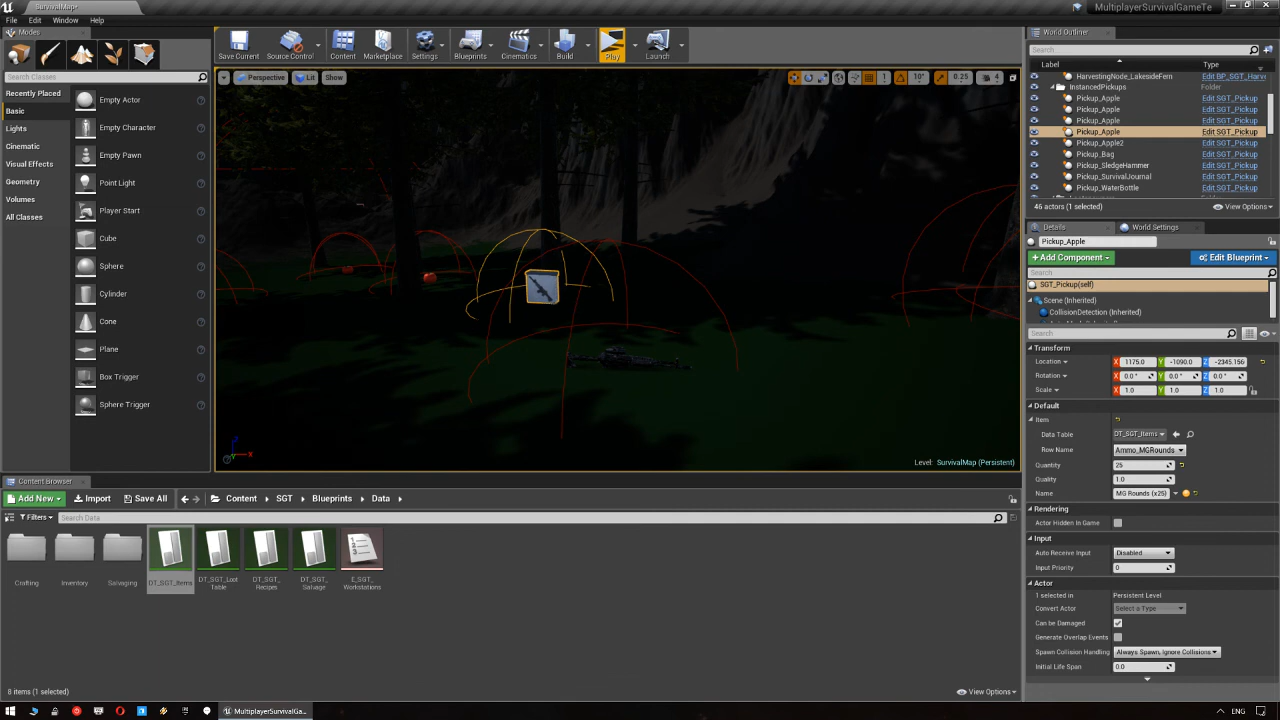 SurvivalMap*
MultiplayerSurvivalGameTe
File Edit Window Help
Modes
World Outliner
Save Current Source Control Content Marketplace Settings Blueprints Cinematics Build Play Launch
Search
Label Type
Search Classes
Perspective Lit Show
10° 0.25 4
HarvestingNode_LakesideFern Edit BP_SGT_Harv
InstancedPickups Folder
Pickup_Apple Edit SGT_Pickup
Pickup_Apple Edit SGT_Pickup
Pickup_Apple Edit SGT_Pickup
Pickup_Apple Edit SGT_Pickup
Pickup_Apple2 Edit SGT_Pickup
Pickup_Bag Edit SGT_Pickup
Pickup_SledgeHammer Edit SGT_Pickup
Pickup_SurvivalJournal Edit SGT_Pickup
Pickup_WaterBottle Edit SGT_Pickup
46 actors (1 selected) View Options
Recently Placed
Basic
Lights
Cinematic
Visual Effects
Geometry
Volumes
All Classes
Empty Actor
Empty Character
Empty Pawn
Point Light
Player Start
Cube
Sphere
Cylinder
Cone
Plane
Box Trigger
Sphere Trigger
Level: SurvivalMap (Persistent)
Details World Settings
Pickup_Apple
+Add Component Edit Blueprint
Search
SGT_Pickup(self)
Scene (Inherited)
CollisionDetection (Inherited)
Search
Transform
Location X 1175.0 Y -1090.0 Z -2345.156
Rotation X 0.0 ° Y 0.0 ° Z 0.0 °
Scale X 1.0 Y 1.0 Z 1.0
Default
Item
Data Table DT_SGT_Items
Row Name Ammo_MGRounds
Quantity 25
Quality 1.0
Name MG Rounds (x25)
Rendering
Actor Hidden In Game
Input
Auto Receive Input Disabled
Input Priority 0
Actor
1 selected in Persistent Level
Convert Actor Select a Type
Can be Damaged
Generate Overlap Events
Spawn Collision Handling Always Spawn, Ignore Collisions
Initial Life Span 0.0
Content Browser
Add New Import Save All Content SGT Blueprints Data
Filters Search Data
Crafting Inventory Salvaging DT_SGT_Items DT_SGT_Loot Table DT_SGT_ Recipes DT_SGT_ Salvage E_SGT_ Workstations
8 items (1 selected) View Options
MultiplayerSurvivalGa...
ENG